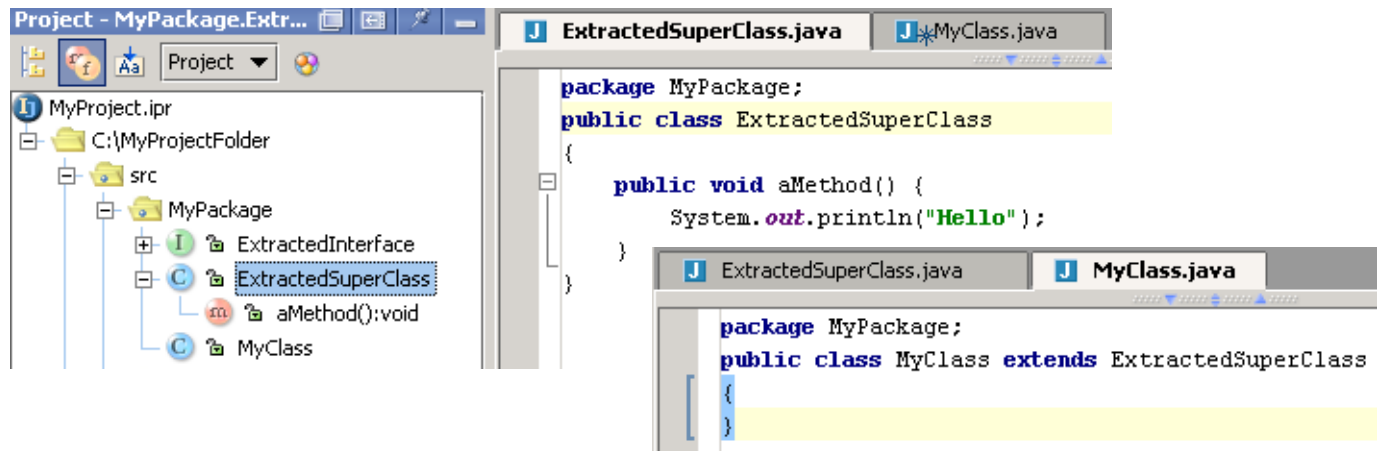 Project - MyPackage.Extr...
Project
MyProject.ipr
C:\MyProjectFolder
src
MyPackage
I ExtractedInterface
C ExtractedSuperClass
m aMethod():void
C MyClass
J ExtractedSuperClass.java J MyClass.java
package MyPackage;
public class ExtractedSuperClass
{
public void aMethod() {
System.out.println("Hello");
}
}
J ExtractedSuperClass.java J MyClass.java
package MyPackage;
public class MyClass extends ExtractedSuperClass
{
}